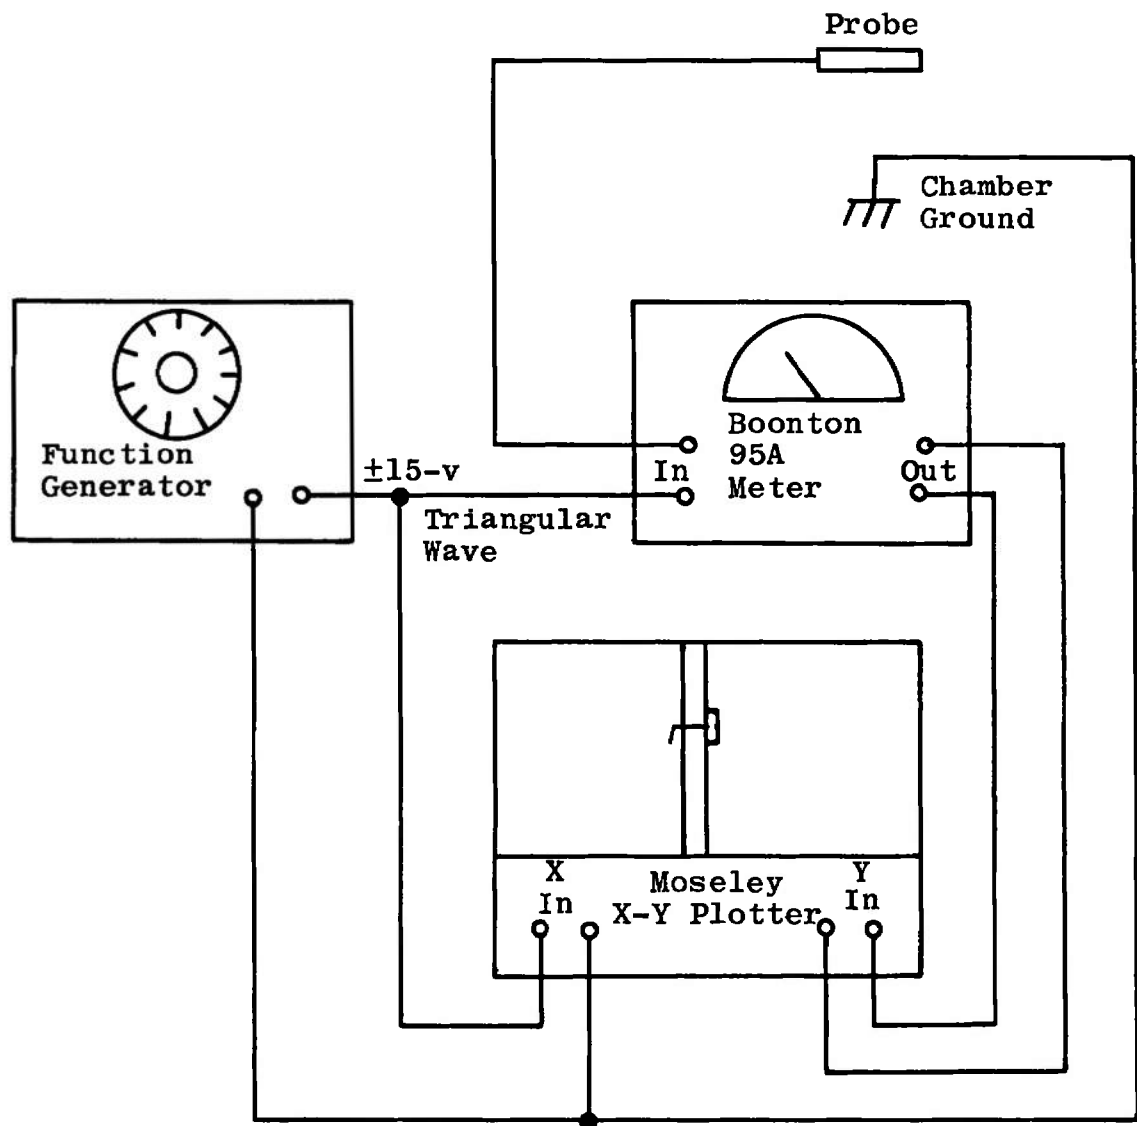 Probe
Chamber
Ground
Function
Generator
±15-v
Triangular
Wave
Boonton
95A
Meter
In
Out
X
In
Moseley
X-Y Plotter
Y
In